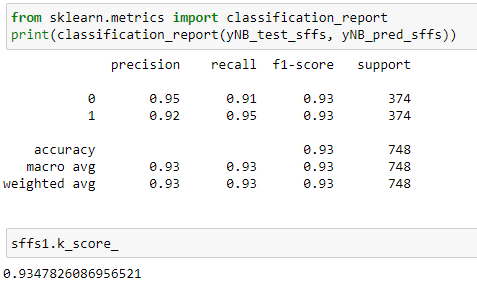 from sklearn.metrics import classification_report
print(classification_report(yNB_test_sffs, yNB_pred_sffs))
precision recall f1-score support
0 0.95 0.91 0.93 374
1 0.92 0.95 0.93 374
accuracy 0.93 748
macro avg 0.93 0.93 0.93 748
weighted avg 0.93 0.93 0.93 748
sffs1.k_score_
0.9347826086956521